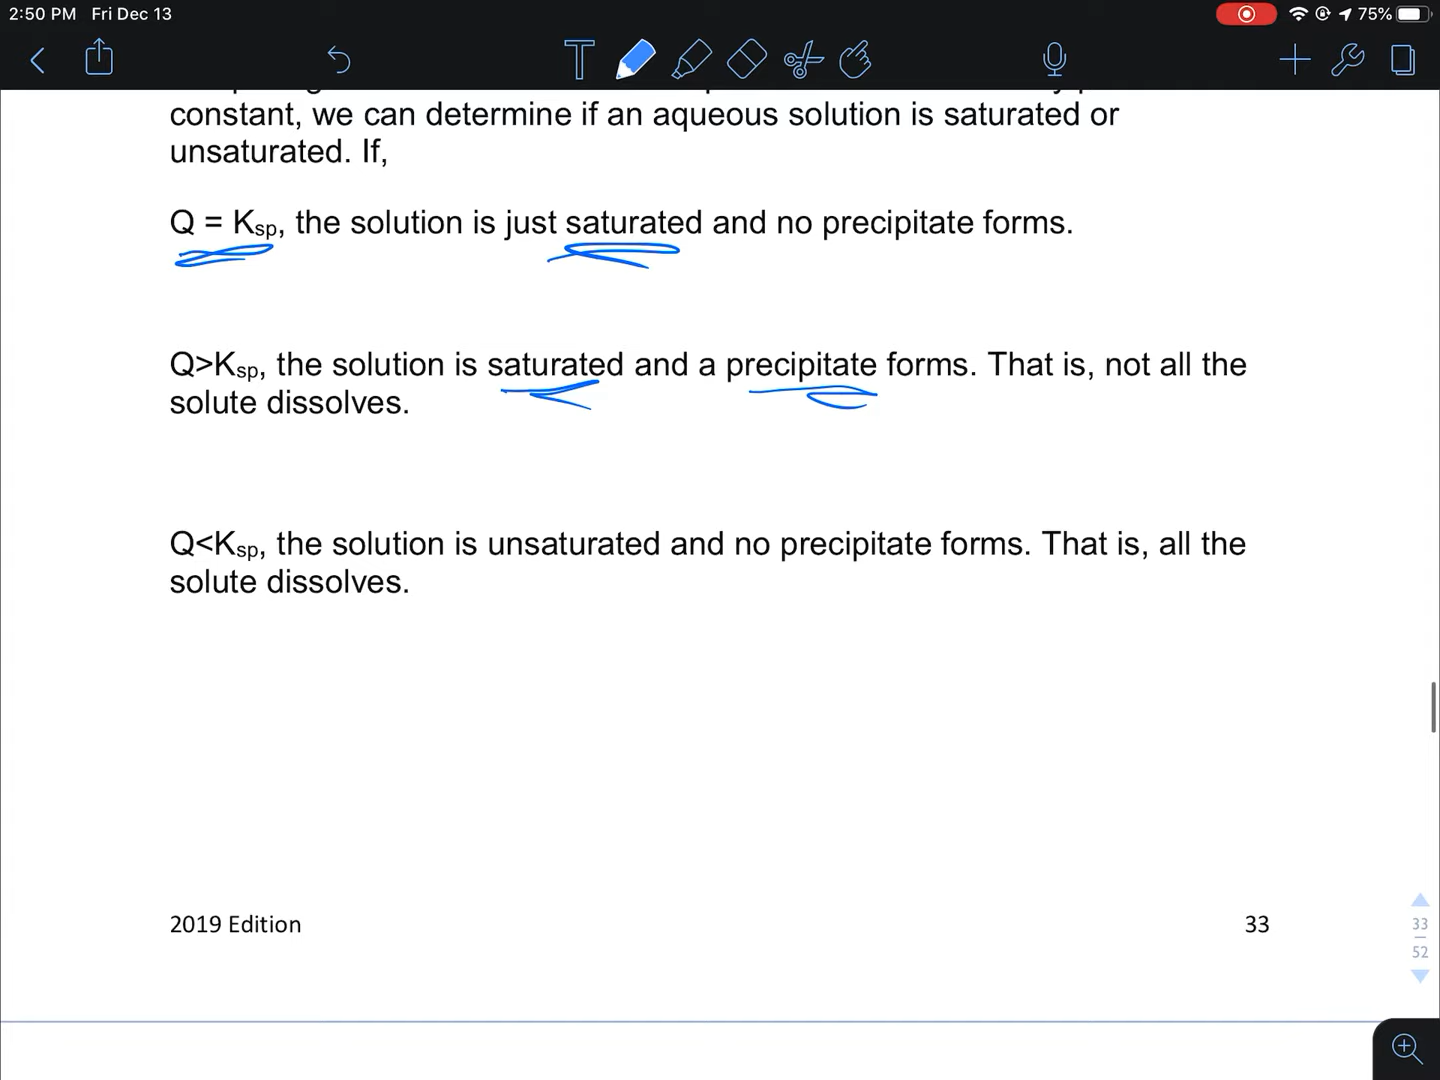 2:50 PM Fri Dec 13 75%
constant, we can determine if an aqueous solution is saturated or
unsaturated. If,
Q = Ksp, the solution is just saturated and no precipitate forms.
Q>Ksp, the solution is saturated and a precipitate forms. That is, not all the
solute dissolves.
Q<Ksp, the solution is unsaturated and no precipitate forms. That is, all the
solute dissolves.
2019 Edition 33
33
52